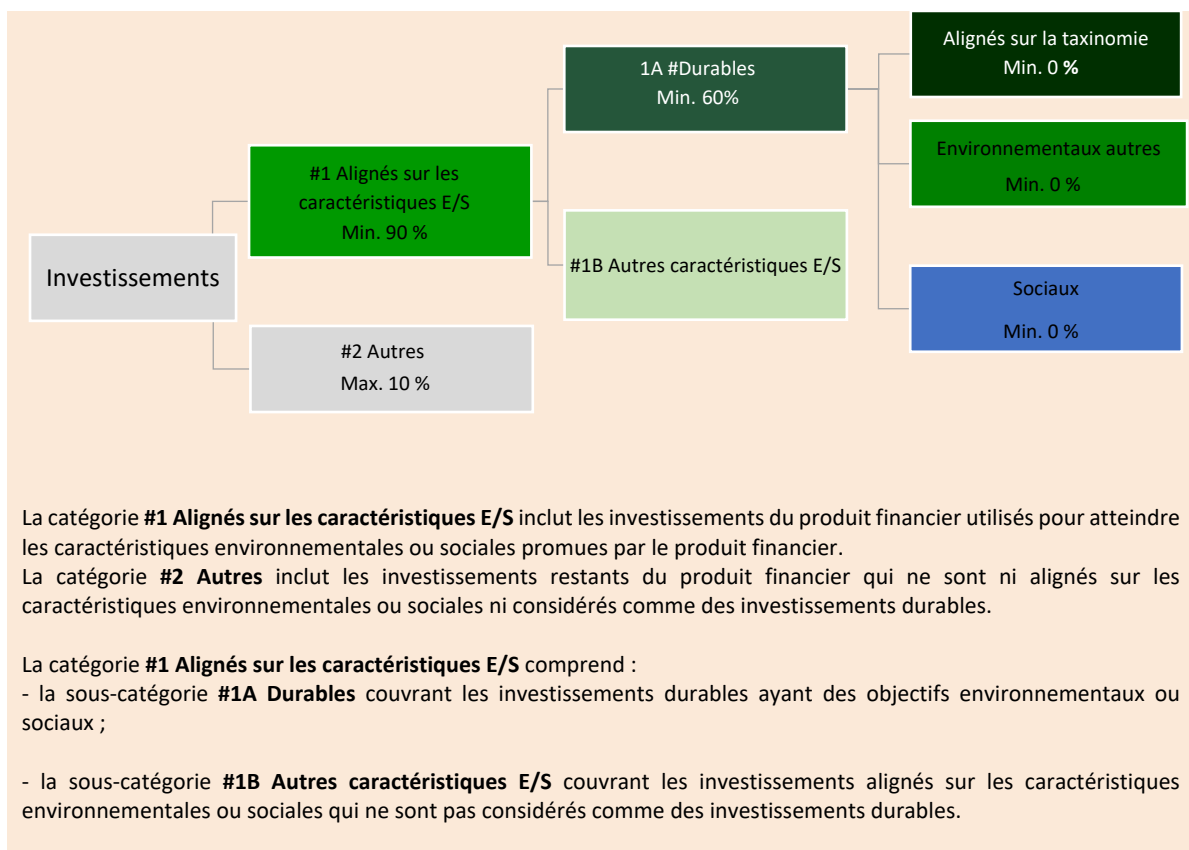 Investissements
#1 Alignés sur les
caractéristiques E/S
Min. 90 %
#2 Autres
Max. 10 %
1A #Durables
Min. 60%
#1B Autres caractéristiques E/S
Alignés sur la taxinomie
Min. 0 %
Environnementaux autres
Min. 0 %
Sociaux
Min. 0 %
La catégorie #1 Alignés sur les caractéristiques E/S inclut les investissements du produit financier utilisés pour atteindre
les caractéristiques environnementales ou sociales promues par le produit financier.
La catégorie #2 Autres inclut les investissements restants du produit financier qui ne sont ni alignés sur les
caractéristiques environnementales ou sociales ni considérés comme des investissements durables.
La catégorie #1 Alignés sur les caractéristiques E/S comprend :
- la sous-catégorie #1A Durables couvrant les investissements durables ayant des objectifs environnementaux ou
sociaux ;
- la sous-catégorie #1B Autres caractéristiques E/S couvrant les investissements alignés sur les caractéristiques
environnementales ou sociales qui ne sont pas considérés comme des investissements durables.